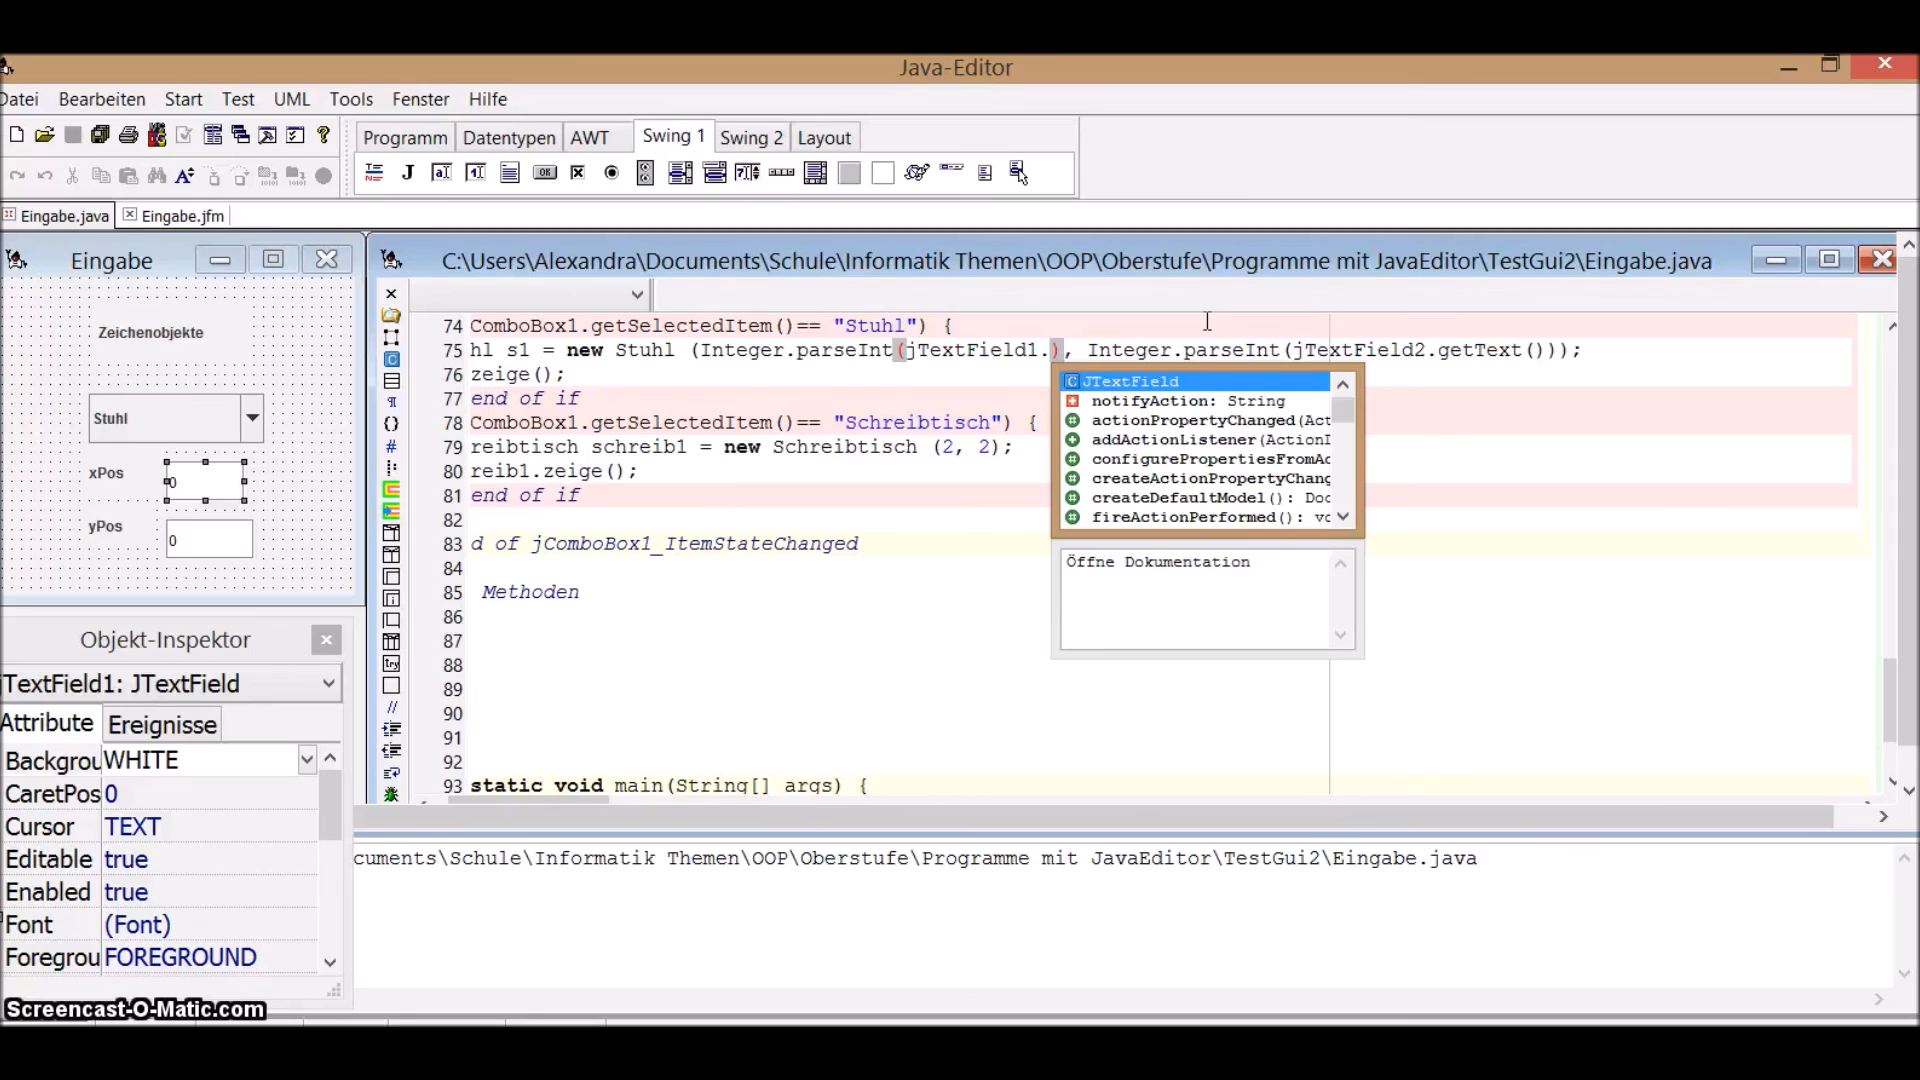 Java-Editor
Datei Bearbeiten Start Test UML Tools Fenster Hilfe
Programm Datentypen AWT Swing 1 Swing 2 Layout
Eingabe.java Eingabe.jfm
Eingabe
C:\Users\Alexandra\Documents\Schule\Informatik Themen\OOP\Oberstufe\Programme mit JavaEditor\TestGui2\Eingabe.java
Zeichenobjekte
Stuhl
xPos 0
yPos 0
74 ComboBox1.getSelectedItem()== "Stuhl") {
75 hl s1 = new Stuhl (Integer.parseInt(jTextField1.), Integer.parseInt(jTextField2.getText()));
76 zeige();
77 end of if
78 ComboBox1.getSelectedItem()== "Schreibtisch") {
79 reibtisch schreib1 = new Schreibtisch (2, 2);
80 reib1.zeige();
81 end of if
82
83 d of jComboBox1_ItemStateChanged
84
85 Methoden
86
87
88
89
90
91
92
93 static void main(String[] args) {
JTextField
notifyAction: String
actionPropertyChanged(Act
addActionListener(ActionI
configurePropertiesFromAc
createActionPropertyChang
createDefaultModel(): Doc
fireActionPerformed(): vo
Öffne Dokumentation
Objekt-Inspektor
jTextField1: JTextField
Attribute Ereignisse
Backgrou WHITE
CaretPos 0
Cursor TEXT
Editable true
Enabled true
Font (Font)
Foregrou FOREGROUND
cuments\Schule\Informatik Themen\OOP\Oberstufe\Programme mit JavaEditor\TestGui2\Eingabe.java
Screencast-O-Matic.com